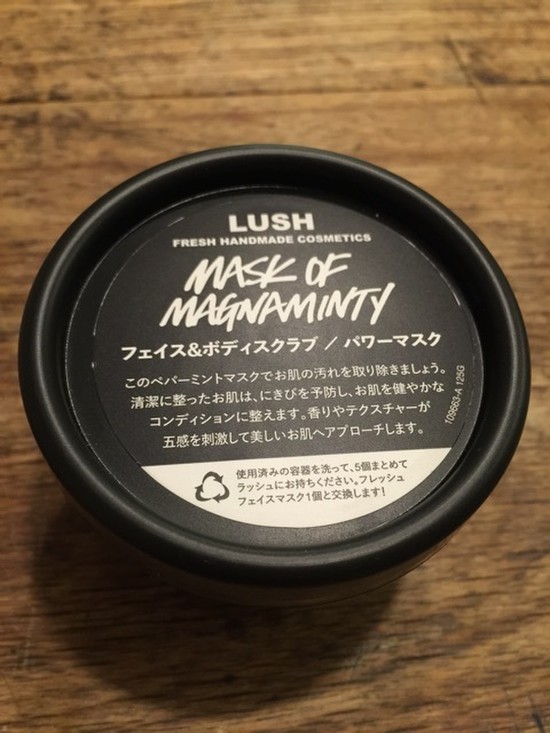 LUSH
FRESH HANDMADE COSMETICS
MASK OF
MAGNAMINTY
フェイス&ボディスクラブ / パワーマスク
このペパーミントマスクでお肌の汚れを取り除きましょう。
清潔に整ったお肌は、にきびを予防し、お肌を健やかな
コンディションに整えます。香りやテクスチャーが
五感を刺激して美しいお肌へアプローチします。
109663-A 125G
使用済みの容器を洗って、5個まとめて
ラッシュにお持ちください。フレッシュ
フェイスマスク1個と交換します!